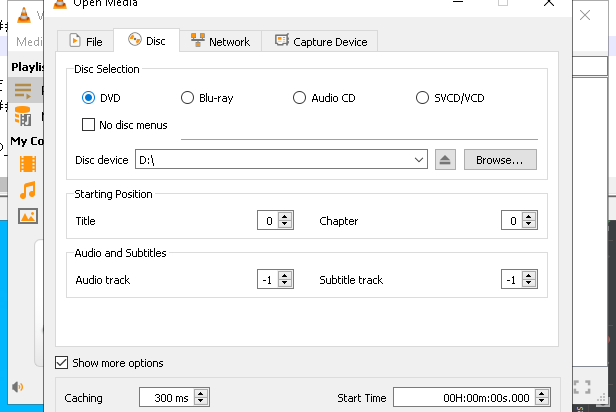 Open Media
Medi
File
Disc
Network
Capture Device
Playlis
My Co
Disc Selection
DVD
Blu-ray
Audio CD
SVCD/VCD
No disc menus
Disc device
D:\
Browse...
Starting Position
Title
0
Chapter
0
Audio and Subtitles
Audio track
-1
Subtitle track
-1
Show more options
Caching
300 ms
Start Time
00H:00m:00s.000